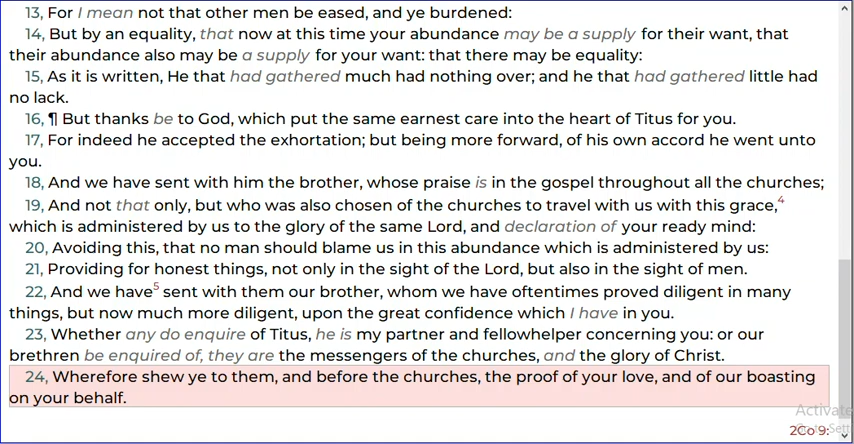 13, For I mean not that other men be eased, and ye burdened:
14, But by an equality, that now at this time your abundance may be a supply for their want, that
their abundance also may be a supply for your want: that there may be equality:
15, As it is written, He that had gathered much had nothing over; and he that had gathered little had
no lack.
16, ¶ But thanks be to God, which put the same earnest care into the heart of Titus for you.
17, For indeed he accepted the exhortation; but being more forward, of his own accord he went unto
you.
18, And we have sent with him the brother, whose praise is in the gospel throughout all the churches;
19, And not that only, but who was also chosen of the churches to travel with us with this grace,4
which is administered by us to the glory of the same Lord, and declaration of your ready mind:
20, Avoiding this, that no man should blame us in this abundance which is administered by us:
21, Providing for honest things, not only in the sight of the Lord, but also in the sight of men.
22, And we have5 sent with them our brother, whom we have oftentimes proved diligent in many
things, but now much more diligent, upon the great confidence which I have in you.
23, Whether any do enquire of Titus, he is my partner and fellowhelper concerning you: or our
brethren be enquired of, they are the messengers of the churches, and the glory of Christ.
24, Wherefore shew ye to them, and before the churches, the proof of your love, and of our boasting
on your behalf.
Activate
2Co 9: